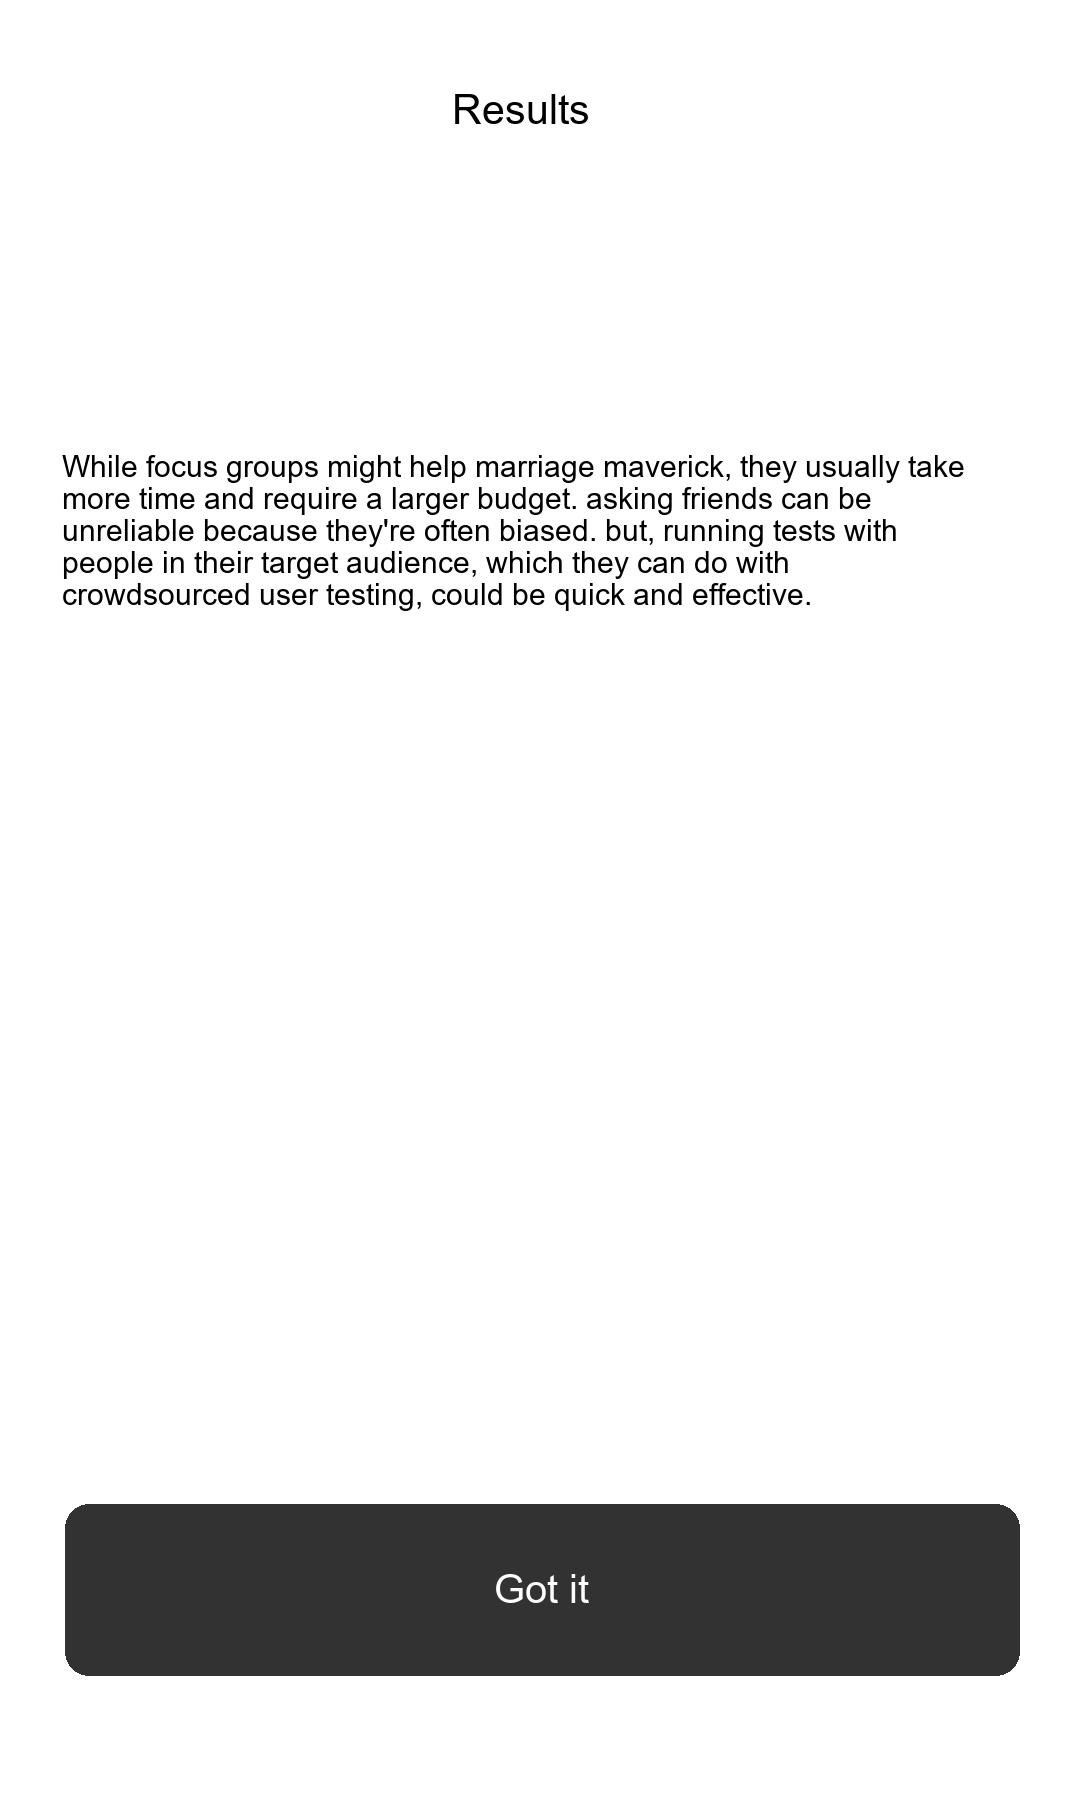 Results
While focus groups might help marriage maverick, they usually take
more time and require a larger budget. asking friends can be
unreliable because they're often biased. but, running tests with
people in their target audience, which they can do with
crowdsourced user testing, could be quick and effective.
Got it